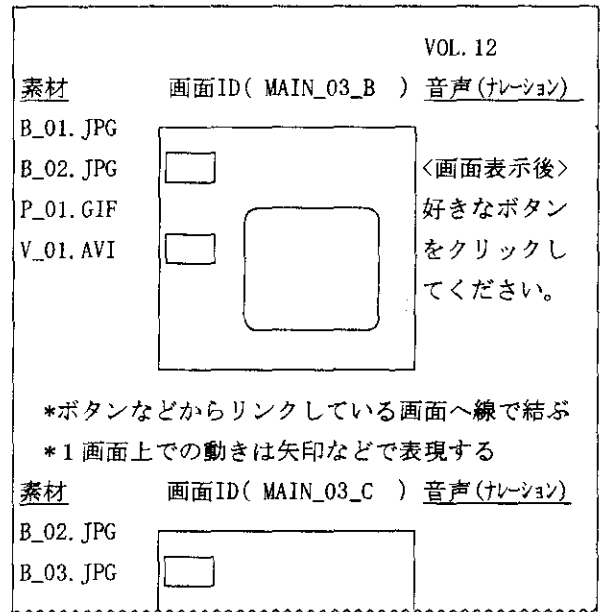 VOL. 12
素材 画面ID( MAIN_03_B ) 音声(ﾅﾚｰｼｮﾝ)
B_01. JPG
B_02. JPG
P_01. GIF
V_01. AVI
<画面表示後>
好きなボタン
をクリックし
てください。
*ボタンなどからリンクしている画面へ線で結ぶ
*1画面上での動きは矢印などで表現する
素材 画面ID( MAIN_03_C ) 音声(ﾅﾚｰｼｮﾝ)
B_02. JPG
B_03. JPG